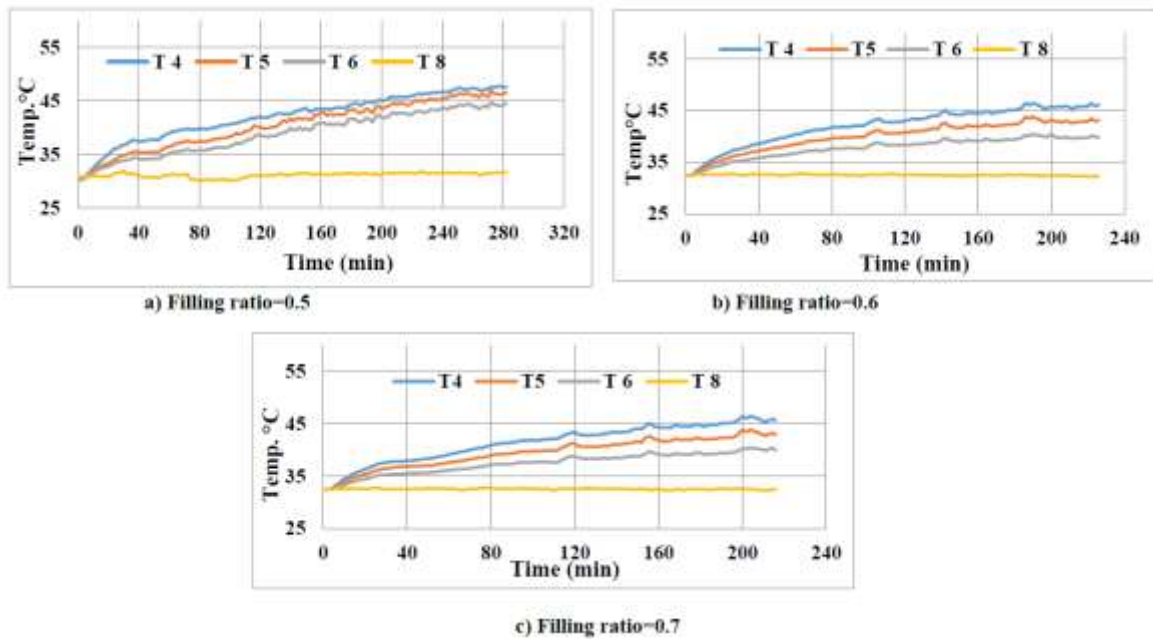 55
45
35
25
Temp.°C
T 4 T 5 T 6 T 8
0 40 80 120 160 200 240 280 320
Time (min)
a) Filling ratio=0.5
55
45
35
25
Temp°C
T 4 T5 T 6 T 8
0 40 80 120 160 200 240
Time (min)
b) Filling ratio=0.6
55
45
35
25
Temp. °C
T4 T5 T 6 T 8
0 40 80 120 160 200 240
Time (min)
c) Filling ratio=0.7